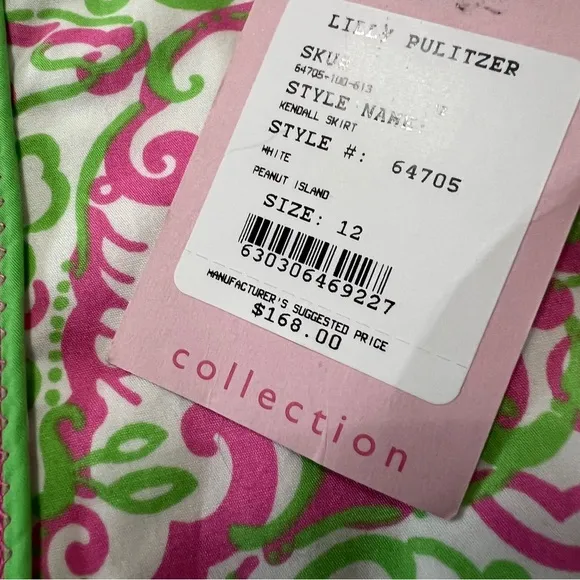 LILLY PULITZER
SKU#
64705-100-613
STYLE NAME:
KENDALL SKIRT
STYLE #: 64705
WHITE
PEANUT ISLAND
SIZE: 12
630306469227
MANUFACTURER'S SUGGESTED PRICE
$168.00
collection